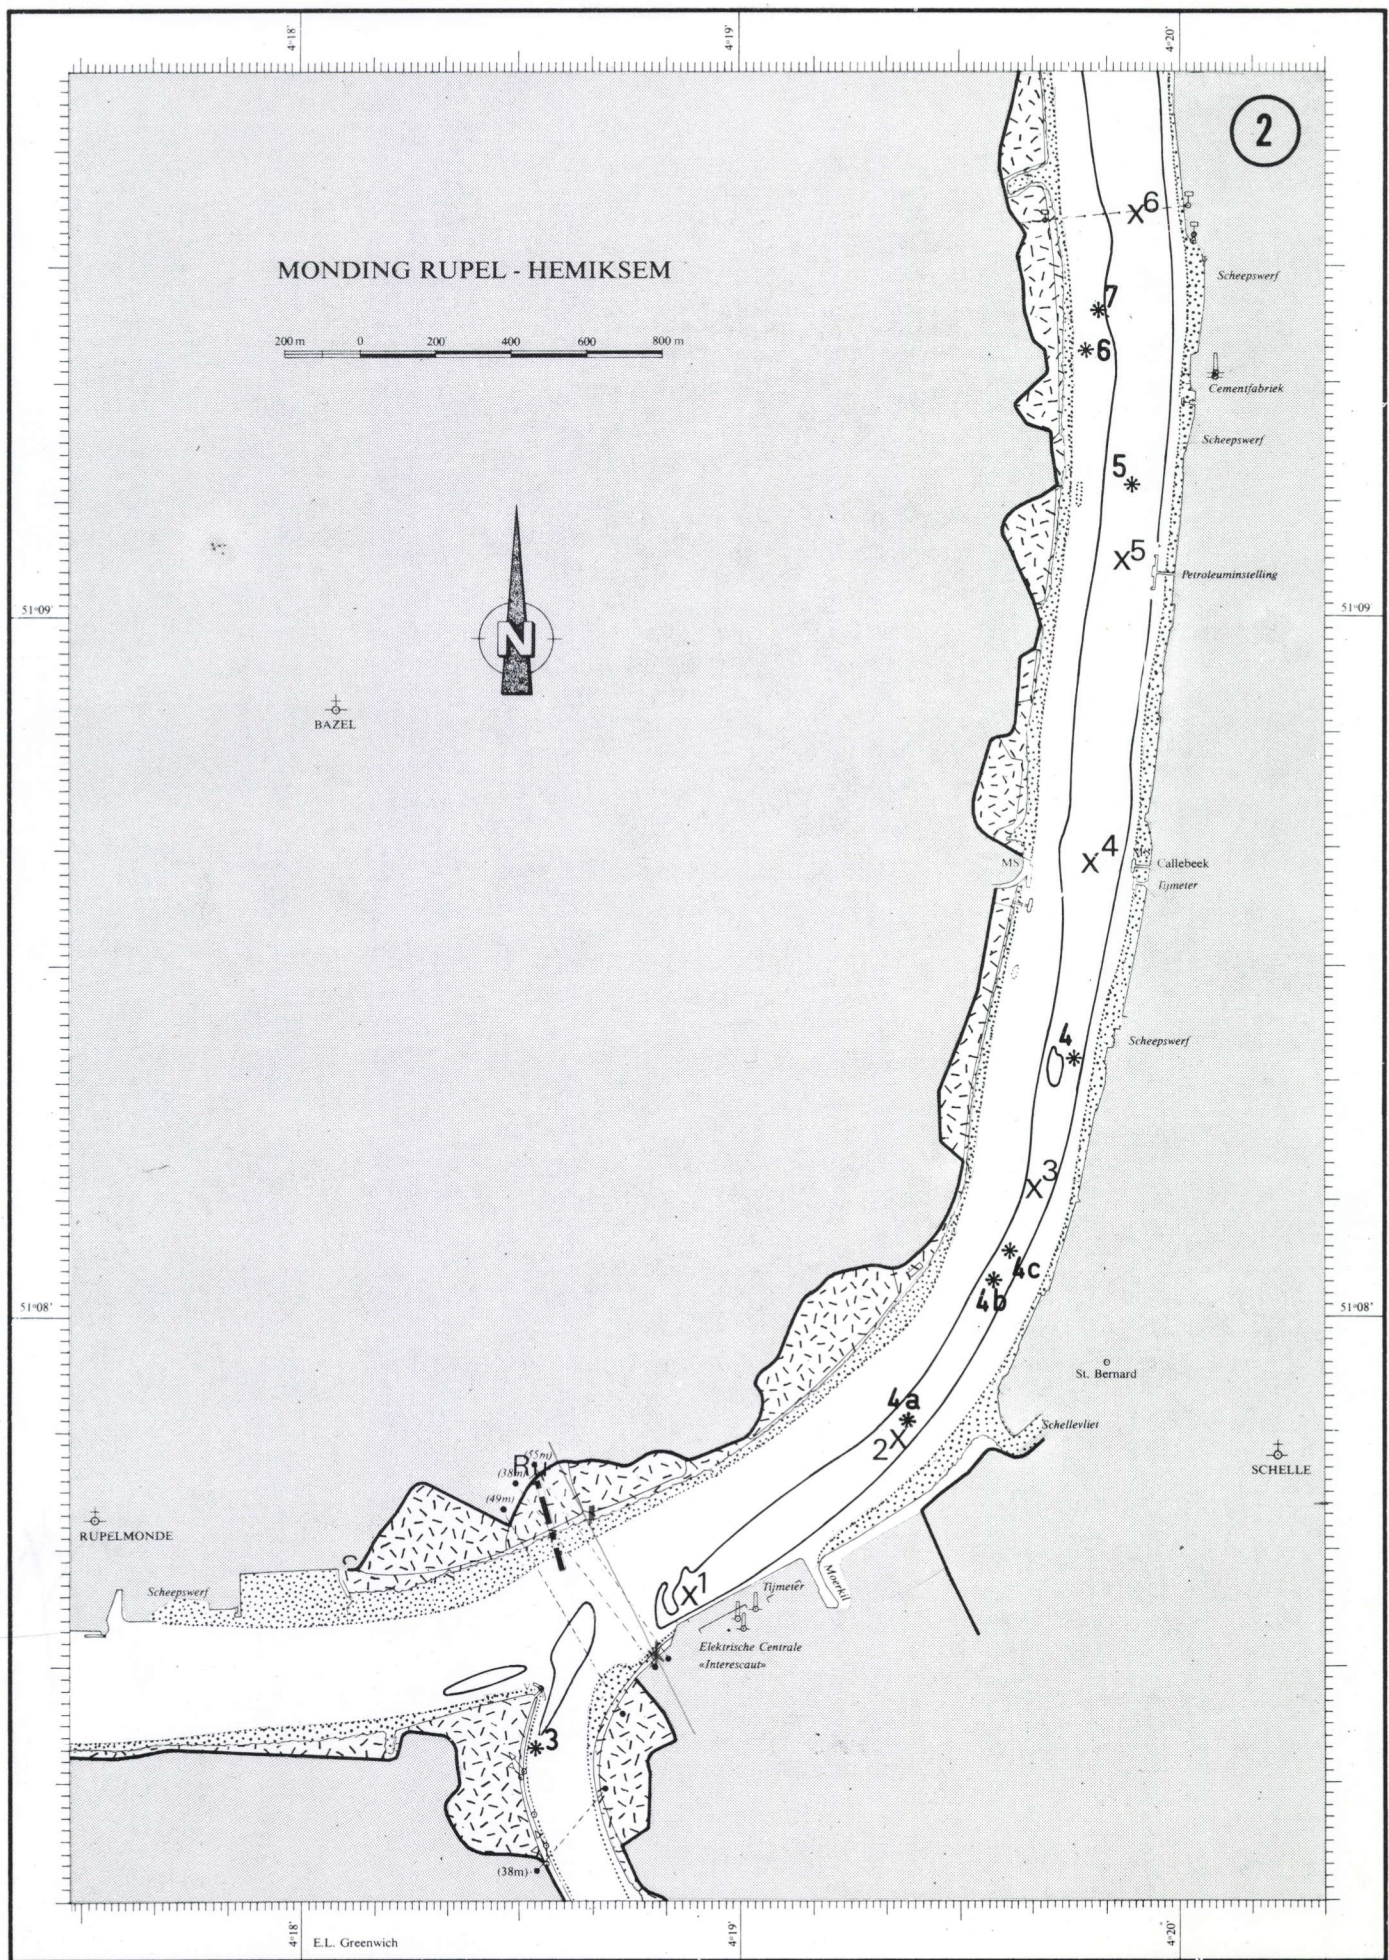 4°18'
4°19'
4°20'
2
6
MONDING RUPEL - HEMIKSEM
Scheepswerf
7
200 m 0 200 400 600 800 m
6
Cementfabriek
Scheepswerf
5
5
Petroleuminstelling
51°09'
51°09'
N
BAZEL
4
MS
Callebeek
Tijmeter
4
Scheepswerf
3
4c
4b
51°08'
51°08'
St. Bernard
4a
Schellevliet
2
SCHELLE
(55m)
Ru
(38m)
(49m)
RUPELMONDE
Scheepswerf
1
Tijmeter
Moerkil
Elektrische Centrale
«Interescaut»
3
(38m)
4°18'
4°19'
4°20'
E.L. Greenwich